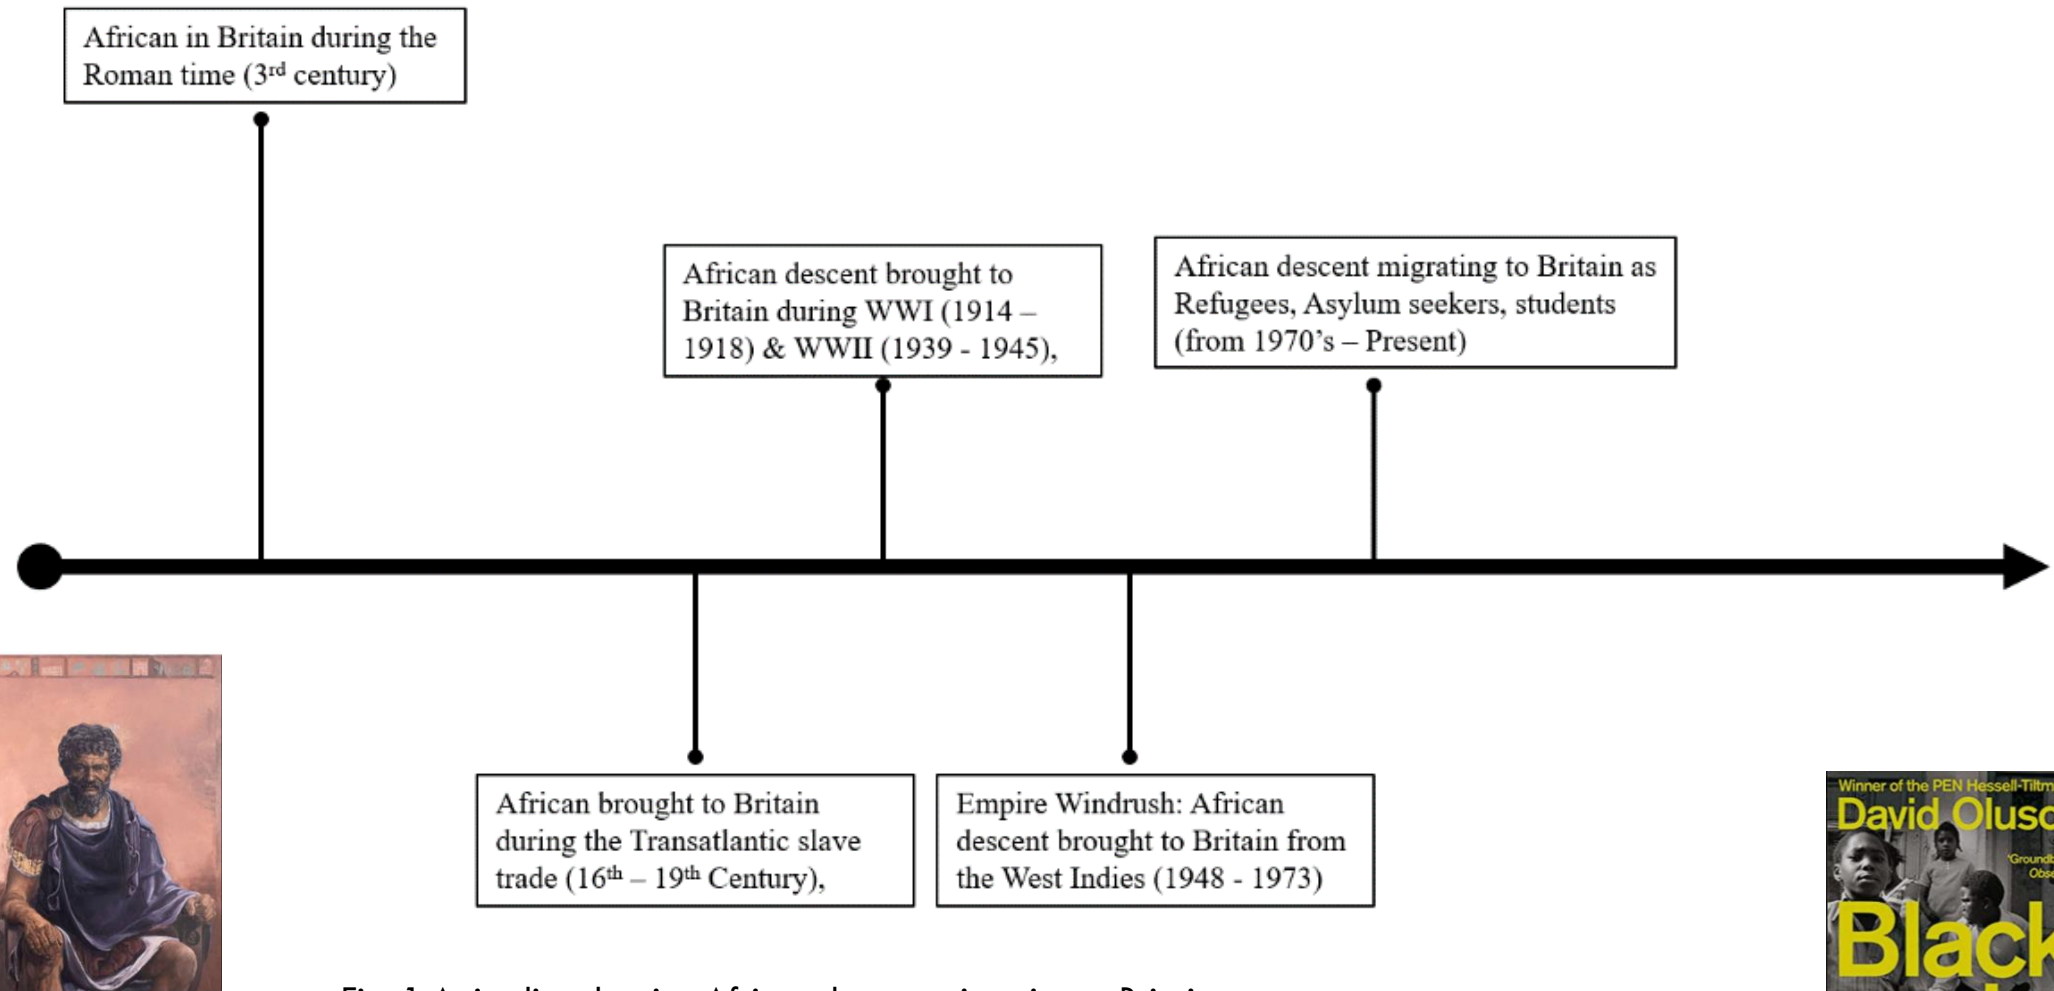 African in Britain during the
Roman time (3rd century)
African descent brought to
Britain during WWI (1914 –
1918) & WWII (1939 - 1945),
African descent migrating to Britain as
Refugees, Asylum seekers, students
(from 1970’s – Present)
African brought to Britain
during the Transatlantic slave
trade (16th – 19th Century),
Empire Windrush: African
descent brought to Britain from
the West Indies (1948 - 1973)
Winner of the PEN Hessell-Tiltm
David Olusc
'Groundb
Obse
Black